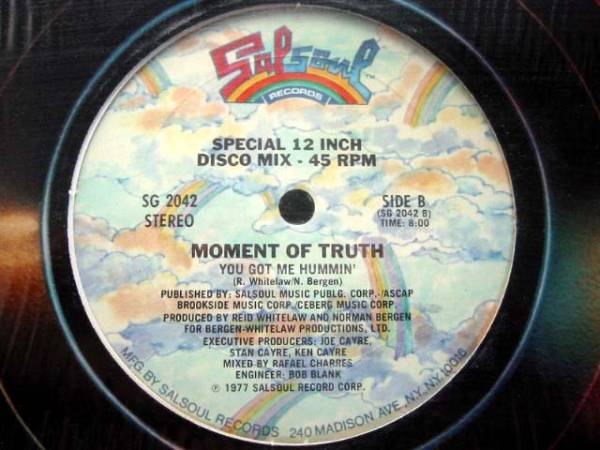 Salsoul™
RECORDS
SPECIAL 12 INCH
DISCO MIX - 45 RPM
SG 2042
STEREO
SIDE B
(SG 2042 B)
TIME: 8:00
MOMENT OF TRUTH
YOU GOT ME HUMMIN'
(R. Whitelaw/N. Bergen)
PUBLISHED BY: SALSOUL MUSIC PUBLG. CORP.-/ASCAP
BROOKSIDE MUSIC CORP./CEBERG MUSIC CORP.
PRODUCED BY REID WHITELAW AND NORMAN BERGEN
FOR BERGEN-WHITELAW PRODUCTIONS, LTD.
EXECUTIVE PRODUCERS: JOE CAYRE,
STAN CAYRE, KEN CAYRE
MIXED BY RAFAEL CHARRES
ENGINEER: BOB BLANK
℗ 1977 SALSOUL RECORD CORP.
MFG. BY SALSOUL RECORDS 240 MADISON AVE., NY, NY 10016